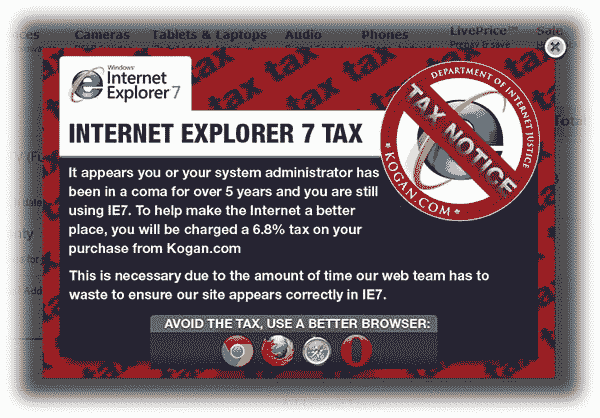 Cameras Tablets & Laptops Audio Phones LivePrice™
Prepay & save
Windows®
Internet
Explorer 7
DEPARTMENT OF INTERNET JUSTICE
TAX NOTICE
KOGAN.COM
tax tax tax tax tax
INTERNET EXPLORER 7 TAX
It appears you or your system administrator has
been in a coma for over 5 years and you are still
using IE7. To help make the Internet a better
place, you will be charged a 6.8% tax on your
purchase from Kogan.com
This is necessary due to the amount of time our web team has to
waste to ensure our site appears correctly in IE7.
AVOID THE TAX, USE A BETTER BROWSER: